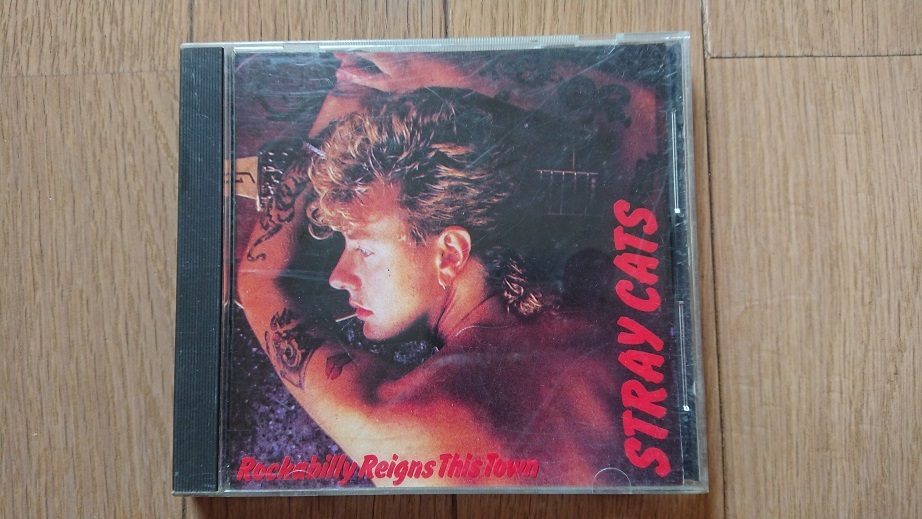 STRAY CATS
Rockabilly Reigns This Town